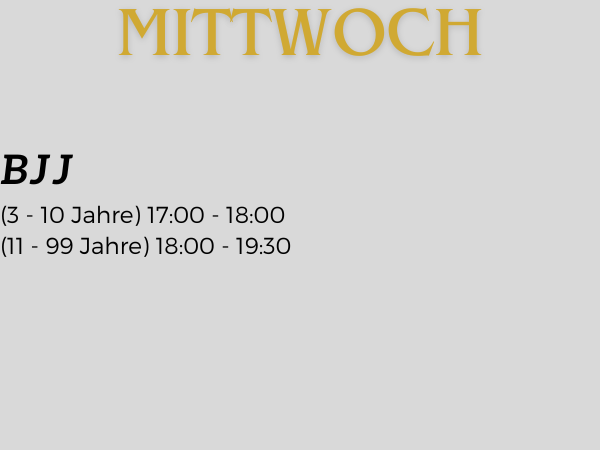 MITTWOCH
BJJ
(3 - 10 Jahre) 17:00 - 18:00
(11 - 99 Jahre) 18:00 - 19:30